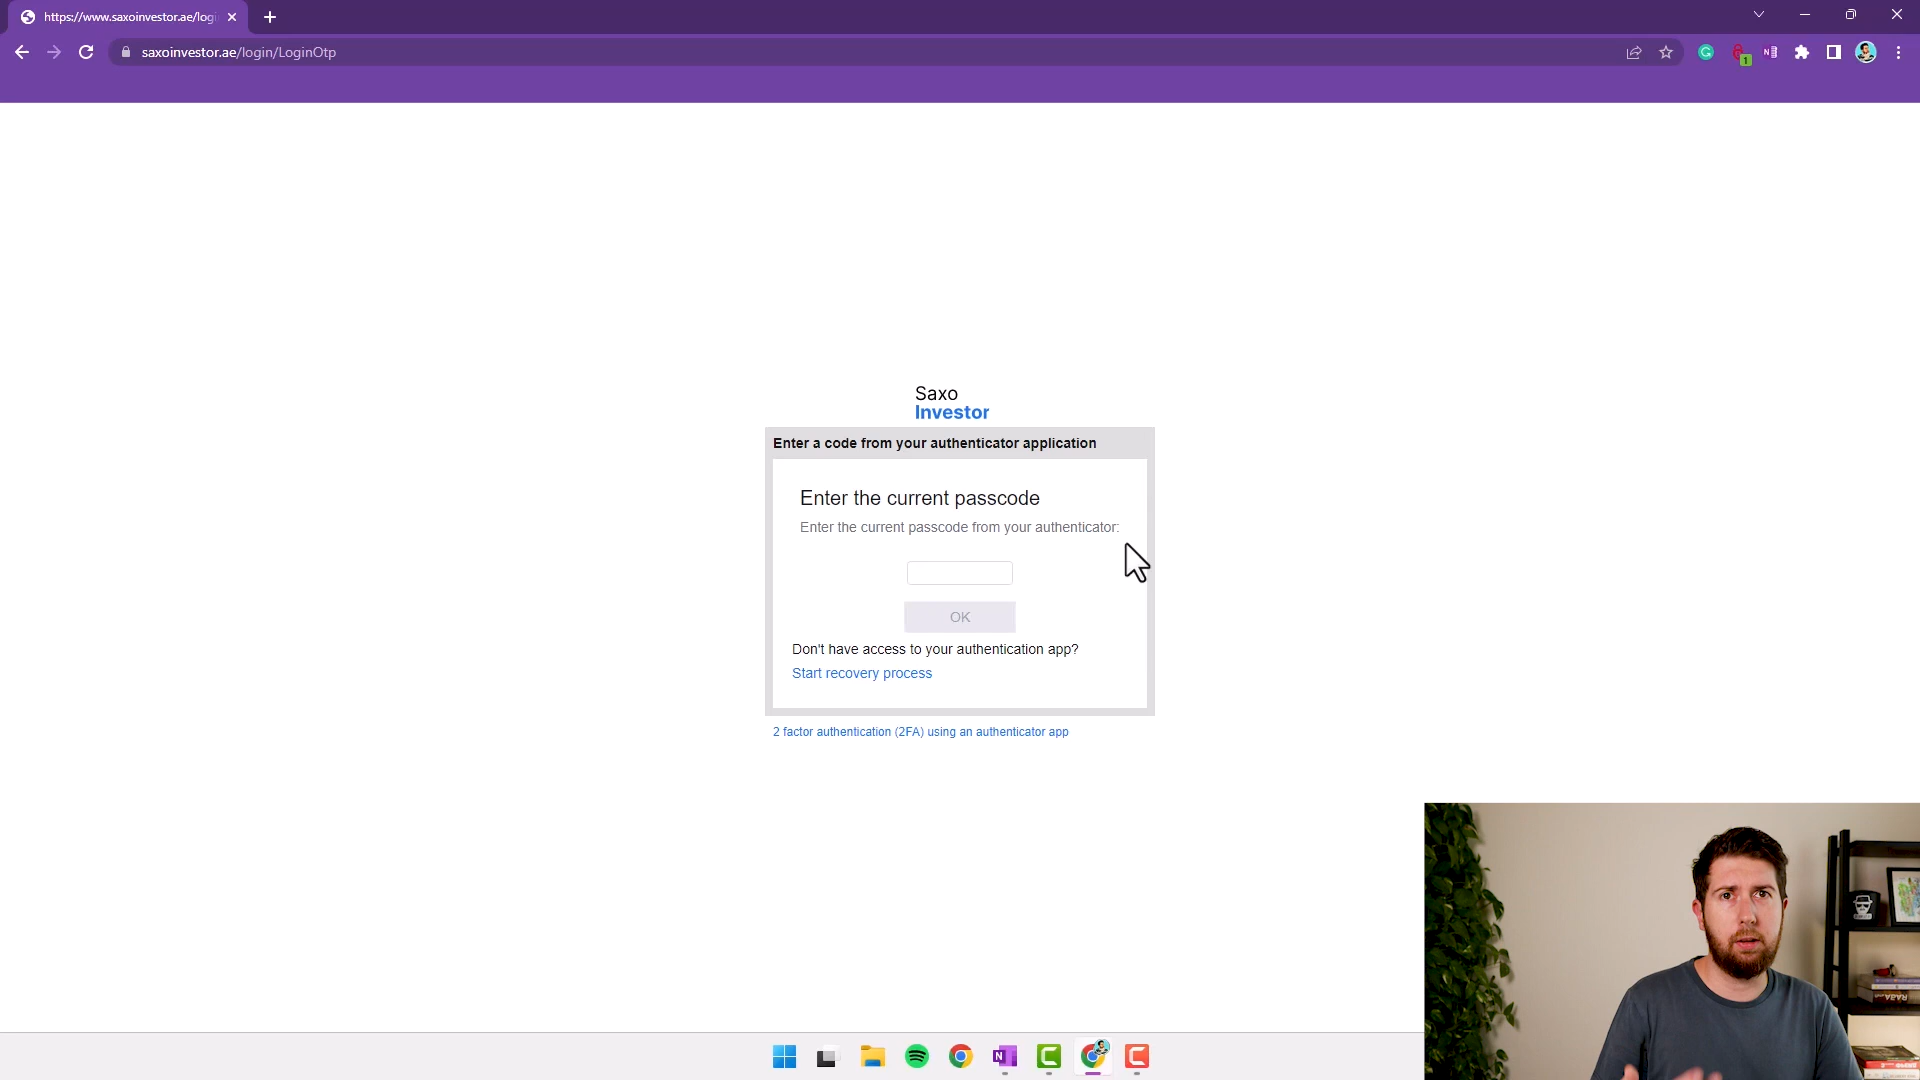 https://www.saxoinvestor.ae/logi
saxoinvestor.ae/login/LoginOtp
1
Saxo
Investor
Enter a code from your authenticator application
Enter the current passcode
Enter the current passcode from your authenticator:
OK
Don't have access to your authentication app?
Start recovery process
2 factor authentication (2FA) using an authenticator app